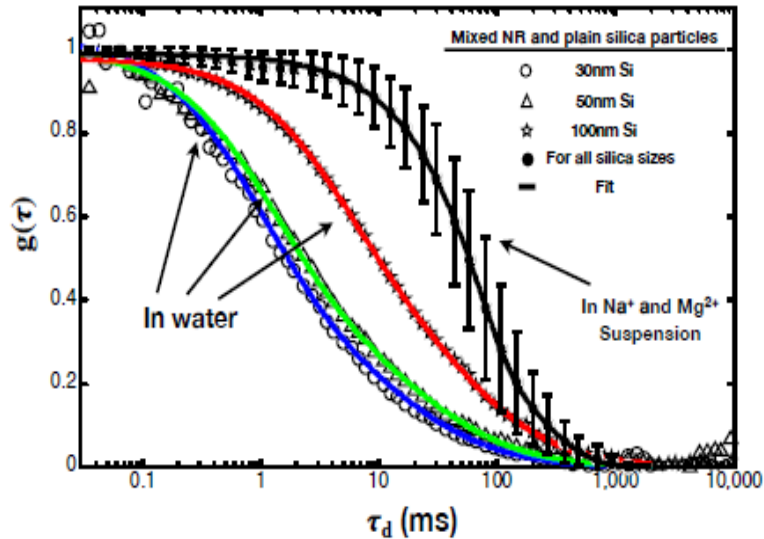 Mixed NR and plain silica particles
30nm Si
50nm Si
100nm Si
For all silica sizes
Fit
1
0.8
0.6
0.4
0.2
0
g(τ)
In water
In Na⁺ and Mg²⁺
Suspension
0.1 1 10 100 1,000 10,000
τd (ms)